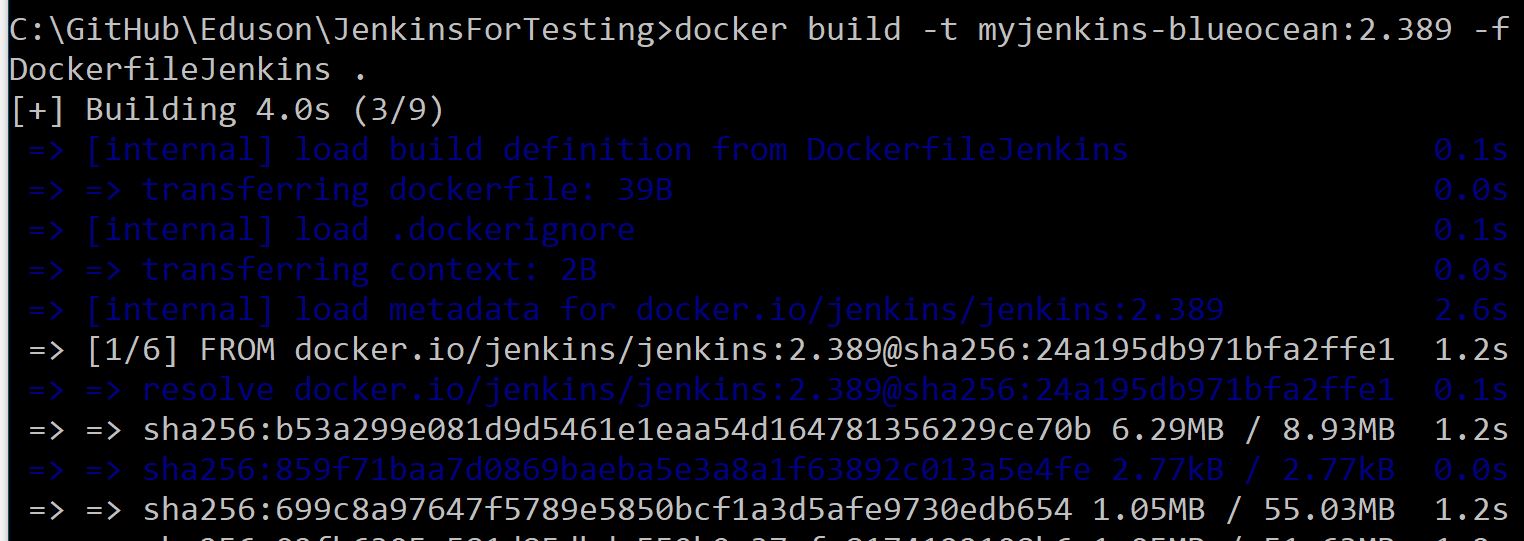 C:\GitHub\Eduson\JenkinsForTesting>docker build -t myjenkins-blueocean:2.389 -f
DockerfileJenkins .
[+] Building 4.0s (3/9)
=> [internal] load build definition from DockerfileJenkins 0.1s
=> => transferring dockerfile: 39B 0.0s
=> [internal] load .dockerignore 0.1s
=> => transferring context: 2B 0.0s
=> [internal] load metadata for docker.io/jenkins/jenkins:2.389 2.6s
=> [1/6] FROM docker.io/jenkins/jenkins:2.389@sha256:24a195db971bfa2ffe1 1.2s
=> => resolve docker.io/jenkins/jenkins:2.389@sha256:24a195db971bfa2ffe1 0.1s
=> => sha256:b53a299e081d9d5461e1eaa54d164781356229ce70b 6.29MB / 8.93MB 1.2s
=> => sha256:859f71baa7d0869baeba5e3a8a1f63892c013a5e4fe 2.77kB / 2.77kB 0.0s
=> => sha256:699c8a97647f5789e5850bcf1a3d5afe9730edb654 1.05MB / 55.03MB 1.2s